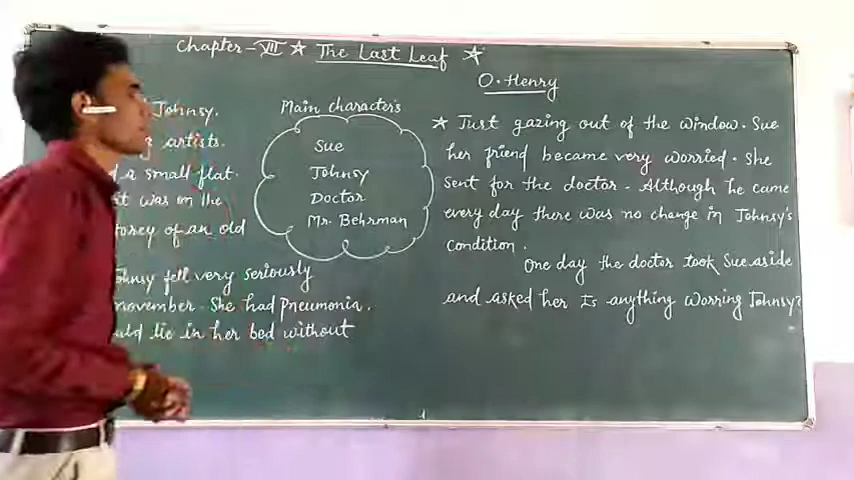 Chapter-VII ☆ The Last Leaf ☆
O. Henry
Johnsy.
artists.
a small flat.
was on the
of an old
fell very seriously
november. She had Pneumonia.
lie in her bed without
Main characters
Sue
Johnsy
Doctor
Mr. Behrman
☆ Just gazing out of the window. Sue
her friend became very worried. She
sent for the doctor. Although he came
every day there was no change in Johnsy's
condition.
One day the doctor took Sue aside
and asked her Is anything worring Johnsy?